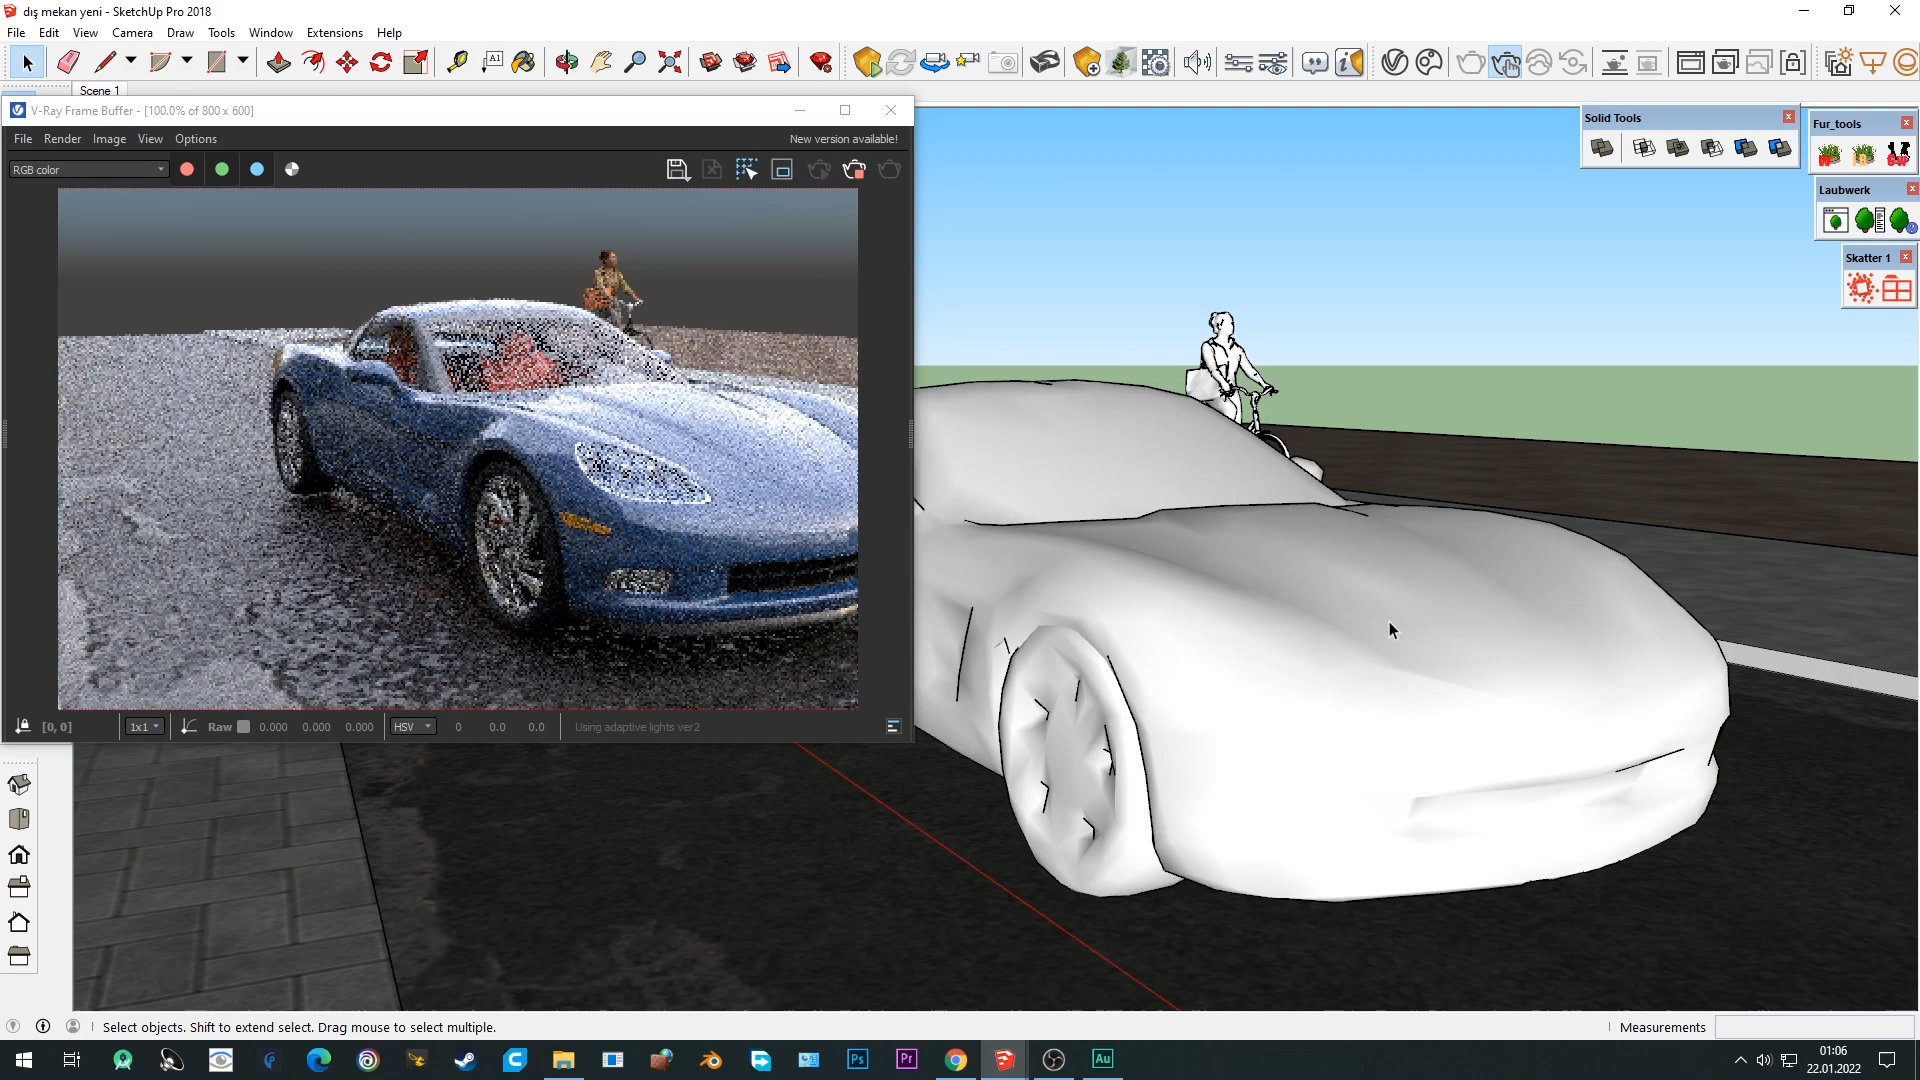 dış mekan yeni - SketchUp Pro 2018
File Edit View Camera Draw Tools Window Extensions Help
A1
Scene 1
V-Ray Frame Buffer - [100.0% of 800 x 600]
File Render Image View Options New version available!
RGB color
Solid Tools
Fur_tools
Laubwerk
Skatter 1
[0, 0] 1x1 Raw 0.000 0.000 0.000 HSV 0 0.0 0.0 Using adaptive lights ver2
Select objects. Shift to extend select. Drag mouse to select multiple.
Measurements
Ps Pr Au
01:06
22.01.2022